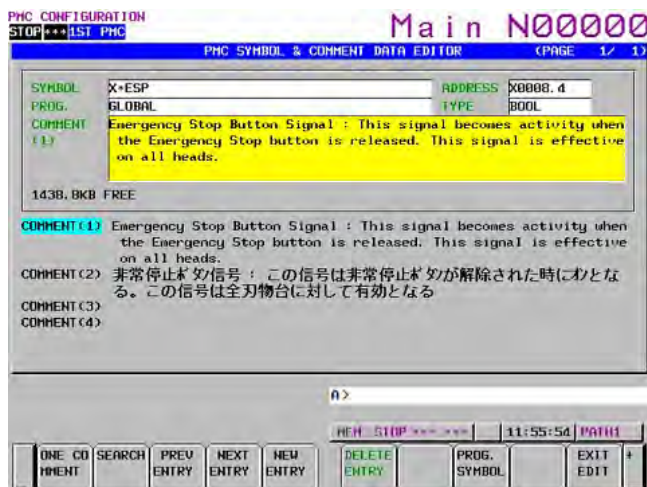 PMC CONFIGURATION
Main N00000
STOP *** 1ST PMC
PMC SYMBOL & COMMENT DATA EDITOR (PAGE 1/ 1)
SYMBOL X*ESP ADDRESS X0008.4
PROG. GLOBAL TYPE BOOL
COMMENT Emergency Stop Button Signal : This signal becomes activity when
(1) the Emergency Stop button is released. This signal is effective
on all heads.
1438.8KB FREE
COMMENT(1) Emergency Stop Button Signal : This signal becomes activity when
the Emergency Stop button is released. This signal is effective
on all heads.
COMMENT(2) 非常停止ボタン信号 : この信号は非常停止ボタンが解除された時にオンとな
る。この信号は全刃物台に対して有効となる
COMMENT(3)
COMMENT(4)
A>
MEM STOP *** *** 11:55:54 PATH1
ONE CO SEARCH PREV NEXT NEW DELETE PROG. EXIT +
MMENT ENTRY ENTRY ENTRY ENTRY SYMBOL EDIT